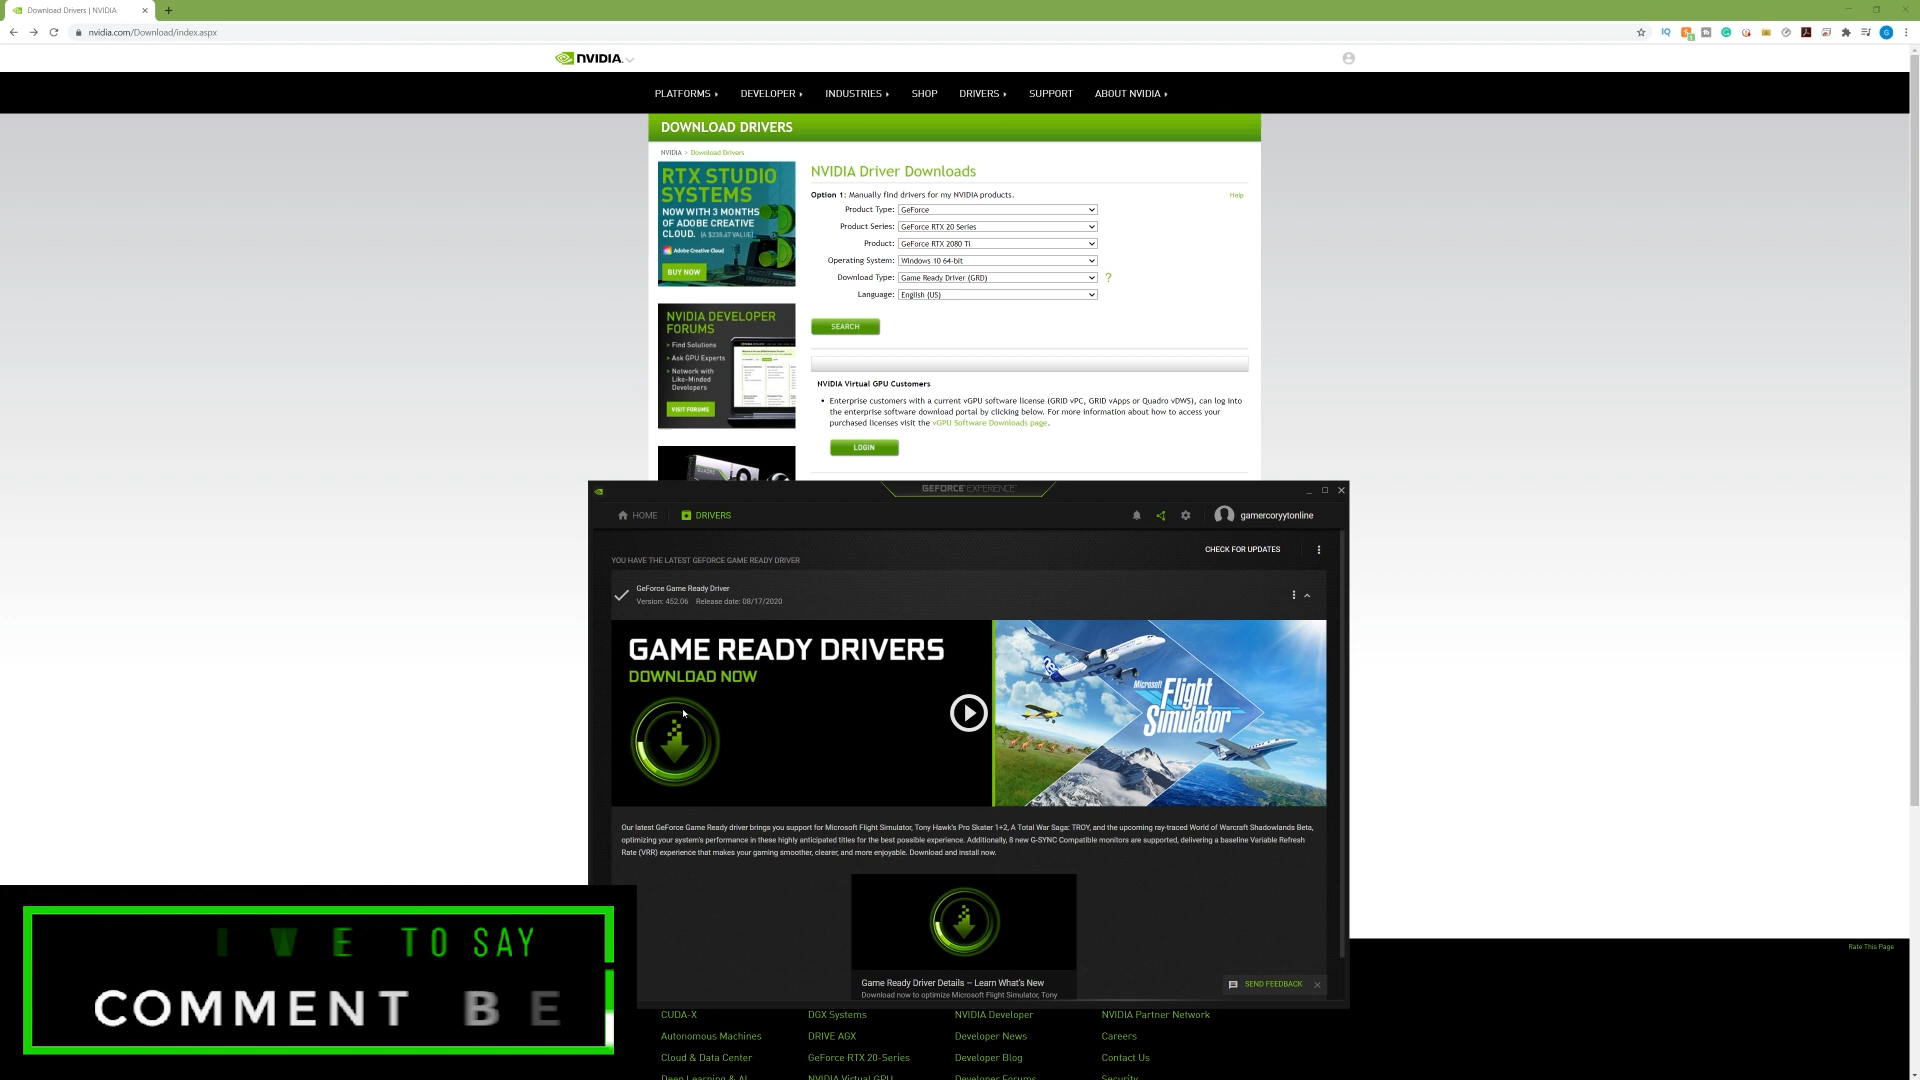 Download Drivers | NVIDIA
nvidia.com/Download/index.aspx
NVIDIA.
PLATFORMS
DEVELOPER
INDUSTRIES
SHOP
DRIVERS
SUPPORT
ABOUT NVIDIA
DOWNLOAD DRIVERS
NVIDIA > Download Drivers
RTX STUDIO
SYSTEMS
NOW WITH 3 MONTHS
OF ADOBE CREATIVE
CLOUD. (A $238.47 VALUE)
Adobe Creative Cloud
BUY NOW
NVIDIA DEVELOPER
FORUMS
> Find Solutions
> Ask GPU Experts
> Network with
Like-Minded
Developers
VISIT FORUMS
QUADRO
NVIDIA Driver Downloads
Option 1: Manually find drivers for my NVIDIA products.
Help
Product Type: GeForce
Product Series: GeForce RTX 20 Series
Product: GeForce RTX 2080 Ti
Operating System: Windows 10 64-bit
Download Type: Game Ready Driver (GRD) ?
Language: English (US)
SEARCH
NVIDIA Virtual GPU Customers
• Enterprise customers with a current vGPU software license (GRID vPC, GRID vApps or Quadro vDWS), can log into
the enterprise software download portal by clicking below. For more information about how to access your
purchased licenses visit the vGPU Software Downloads page.
LOGIN
GEFORCE EXPERIENCE
HOME
DRIVERS
gamercoryytonline
CHECK FOR UPDATES
YOU HAVE THE LATEST GEFORCE GAME READY DRIVER
GeForce Game Ready Driver
Version: 452.06 Release date: 08/17/2020
GAME READY DRIVERS
DOWNLOAD NOW
Microsoft
Flight
Simulator
Our latest GeForce Game Ready driver brings you support for Microsoft Flight Simulator, Tony Hawk's Pro Skater 1+2, A Total War Saga: TROY, and the upcoming ray-traced World of Warcraft Shadowlands Beta,
optimizing your system's performance in these highly anticipated titles for the best possible experience. Additionally, 8 new G-SYNC Compatible monitors are supported, delivering a baseline Variable Refresh
Rate (VRR) experience that makes your gaming smoother, clearer, and more enjoyable. Download and install now.
Game Ready Driver Details – Learn What's New
Download now to optimize Microsoft Flight Simulator, Tony
SEND FEEDBACK
Rate This Page
I W E TO SAY
COMMENT BE
CUDA-X
DGX Systems
NVIDIA Developer
NVIDIA Partner Network
Autonomous Machines
DRIVE AGX
Developer News
Careers
Cloud & Data Center
GeForce RTX 20-Series
Developer Blog
Contact Us
Deep Learning & AI
NVIDIA Virtual GPU
Developer Forums
Security